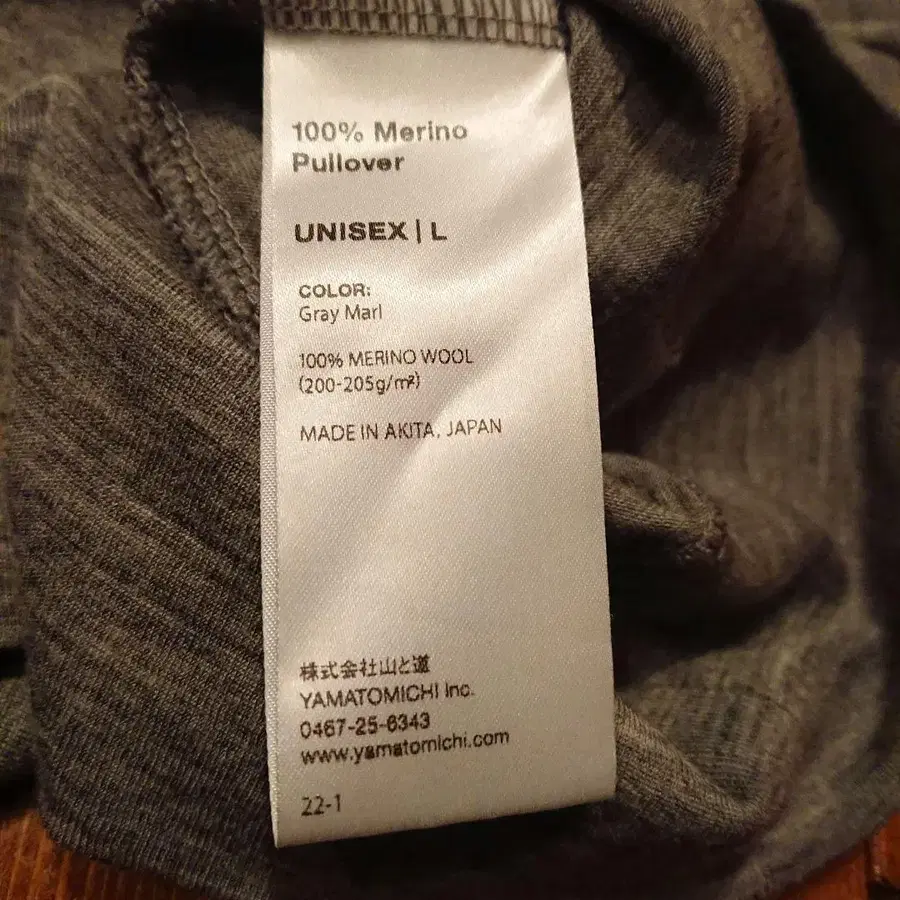 100% Merino
Pullover
UNISEX | L
COLOR:
Gray Marl
100% MERINO WOOL
(200-205g/m²)
MADE IN AKITA, JAPAN
株式会社山と道
YAMATOMICHI Inc.
0467-25-6343
www.yamatomichi.com
22-1